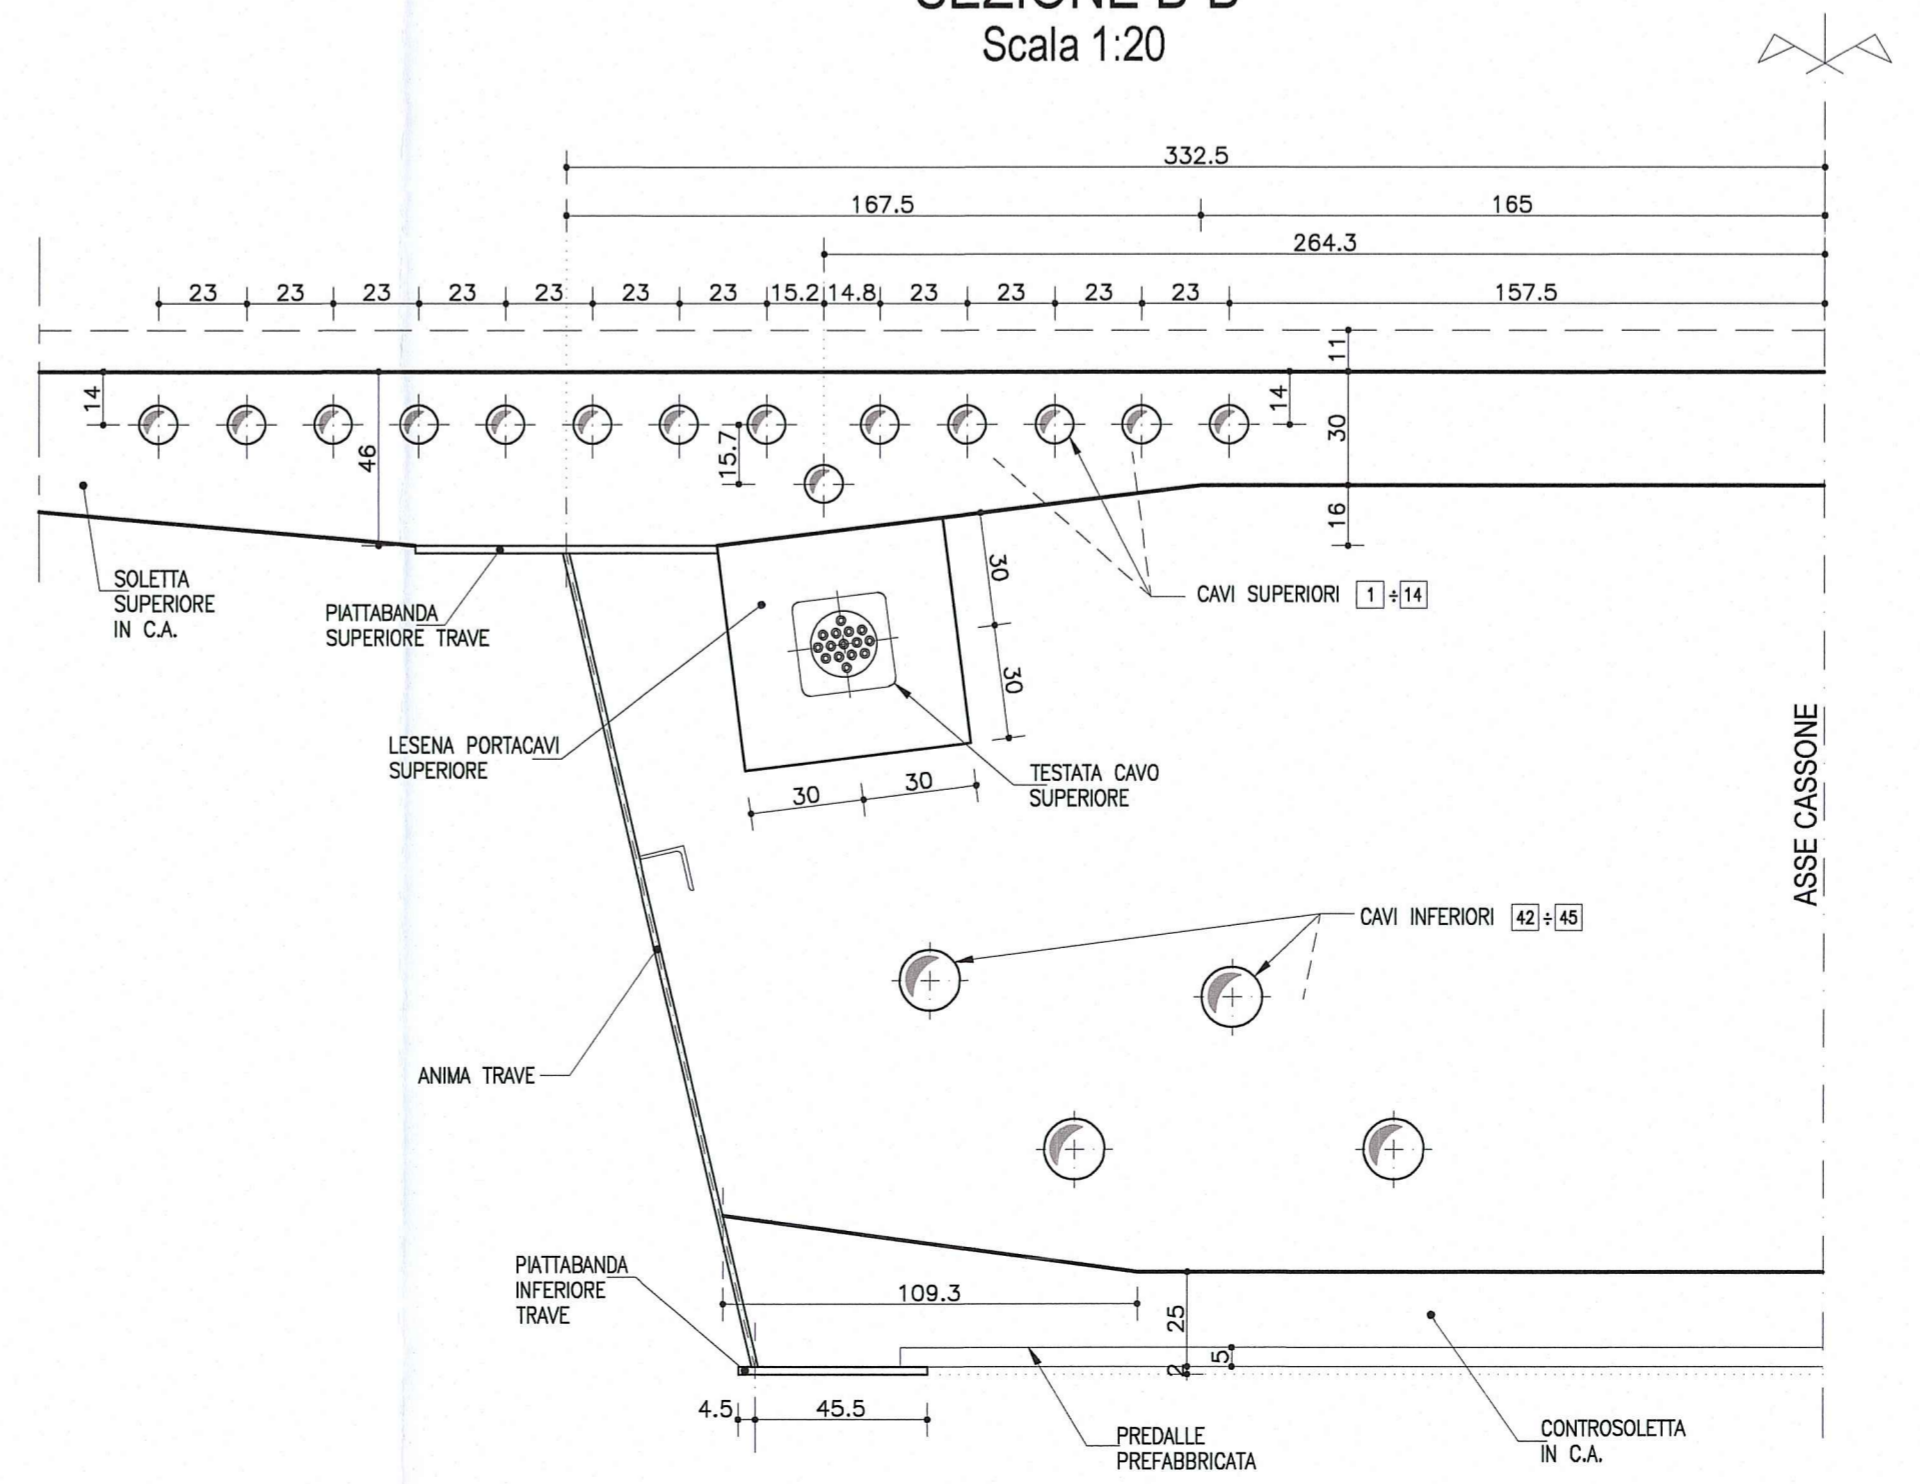 SEZIONE B-B
Scala 1:20
332.5
167.5
165
264.3
23
23
23
23
23
23
23
15.2
14.8
23
23
23
23
157.5
11
14
14
30
46
15.7
16
SOLETTA
SUPERIORE
IN C.A.
PIATTABANDA
SUPERIORE TRAVE
30
30
CAVI SUPERIORI 1 ÷ 14
LESENA PORTACAVI
SUPERIORE
30
30
TESTATA CAVO
SUPERIORE
ASSE CASSONE
CAVI INFERIORI 42 ÷ 45
ANIMA TRAVE
PIATTABANDA
INFERIORE
TRAVE
109.3
25
5
2
4.5
45.5
PREDALLE
PREFABBRICATA
CONTROSOLETTA
IN C.A.